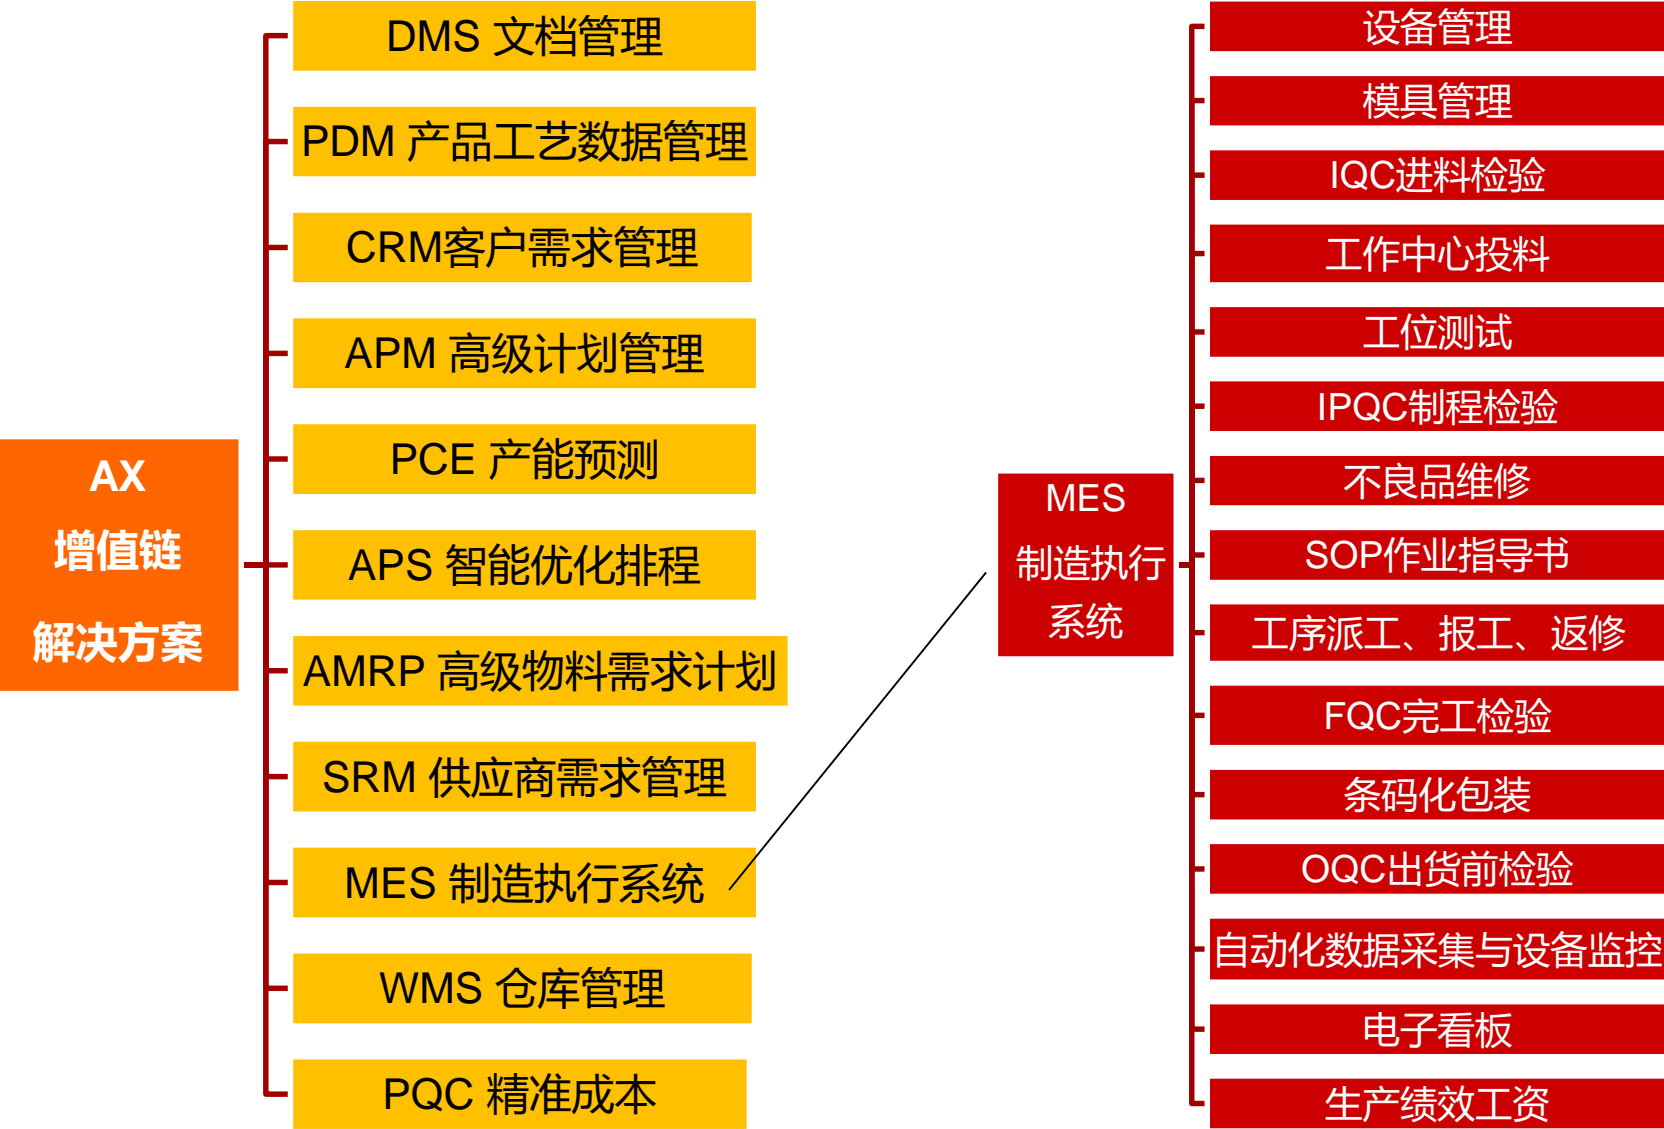 AX
增值链
解决方案
DMS 文档管理
PDM 产品工艺数据管理
CRM客户需求管理
APM 高级计划管理
PCE 产能预测
APS 智能优化排程
AMRP 高级物料需求计划
SRM 供应商需求管理
MES 制造执行系统
WMS 仓库管理
PQC 精准成本
MES
制造执行
系统
设备管理
模具管理
IQC进料检验
工作中心投料
工位测试
IPQC制程检验
不良品维修
SOP作业指导书
工序派工、报工、返修
FQC完工检验
条码化包装
OQC出货前检验
自动化数据采集与设备监控
电子看板
生产绩效工资